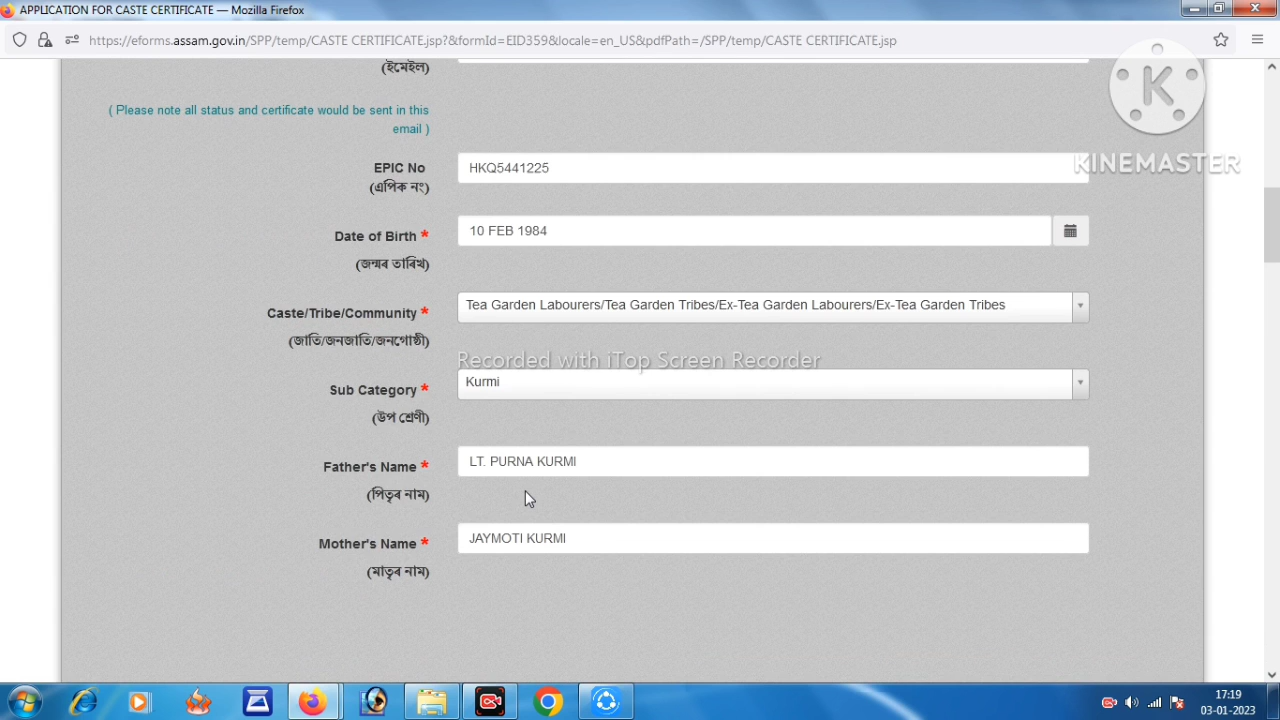 APPLICATION FOR CASTE CERTIFICATE — Mozilla Firefox
https://eforms.assam.gov.in/SPP/temp/CASTE CERTIFICATE.jsp?&formId=EID359&locale=en_US&pdfPath=/SPP/temp/CASTE CERTIFICATE.jsp
(ইমেইল)
( Please note all status and certificate would be sent in this
email )
K
KINEMASTER
EPIC No
HKQ5441225
(এপিক নং)
Date of Birth *
10 FEB 1984
(জন্মৰ তাৰিখ)
Caste/Tribe/Community *
Tea Garden Labourers/Tea Garden Tribes/Ex-Tea Garden Labourers/Ex-Tea Garden Tribes
(জাতি/জনজাতি/জনগোষ্ঠী)
Recorded with iTop Screen Recorder
Sub Category *
Kurmi
(উপ শ্ৰেণী)
Father's Name *
LT. PURNA KURMI
(পিতৃৰ নাম)
Mother's Name *
JAYMOTI KURMI
(মাতৃৰ নাম)
17:19
03-01-2023